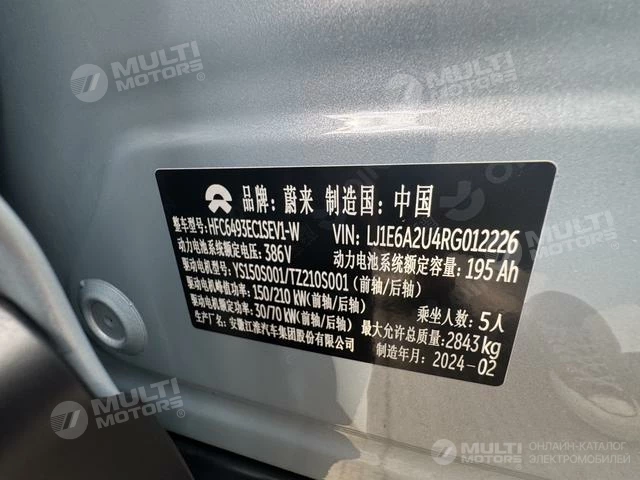 MULTI
MOTORS
MULTI
MOTORS
品牌: 蔚来 制造国: 中国
整车型号: HFC6493EC1SEV1-W VIN: LJ1E6A2U4RG012226
动力电池系统额定电压: 386V 动力电池系统额定容量: 195 Ah
驱动电机型号: YS150S001/TZ210S001 (前轴/后轴)
驱动电机峰值功率: 150/210 kW(前轴/后轴) 乘坐人数: 5人
驱动电机额定功率: 30/70 kW(前轴/后轴) 最大允许总质量: 2843kg
生产厂名: 安徽江淮汽车集团股份有限公司 制造年月: 2024-02
MULTI
MOTORS
MULTI
MOTORS
ОНЛАЙН-КАТАЛОГ
ЭЛЕКТРОМОБИЛЕЙ